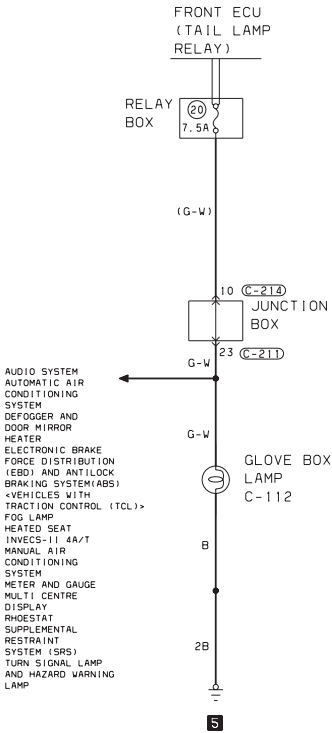 FRONT ECU
(TAIL LAMP
RELAY)
RELAY
BOX
20
7.5A
(G-W)
10 C-214
JUNCTION
BOX
23 C-211
G-W
AUDIO SYSTEM
AUTOMATIC AIR
CONDITIONING
SYSTEM
DEFOGGER AND
DOOR MIRROR
HEATER
ELECTRONIC BRAKE
FORCE DISTRIBUTION
(EBD) AND ANTILOCK
BRAKING SYSTEM(ABS)
<VEHICLES WITH
TRACTION CONTROL (TCL)>
FOG LAMP
HEATED SEAT
INVECS-II 4A/T
MANUAL AIR
CONDITIONING
SYSTEM
METER AND GAUGE
MULTI CENTRE
DISPLAY
RHOESTAT
SUPPLEMENTAL
RESTRAINT
SYSTEM (SRS)
TURN SIGNAL LAMP
AND HAZARD WARNING
LAMP
G-W
GLOVE BOX
LAMP
C-112
B
2B
5